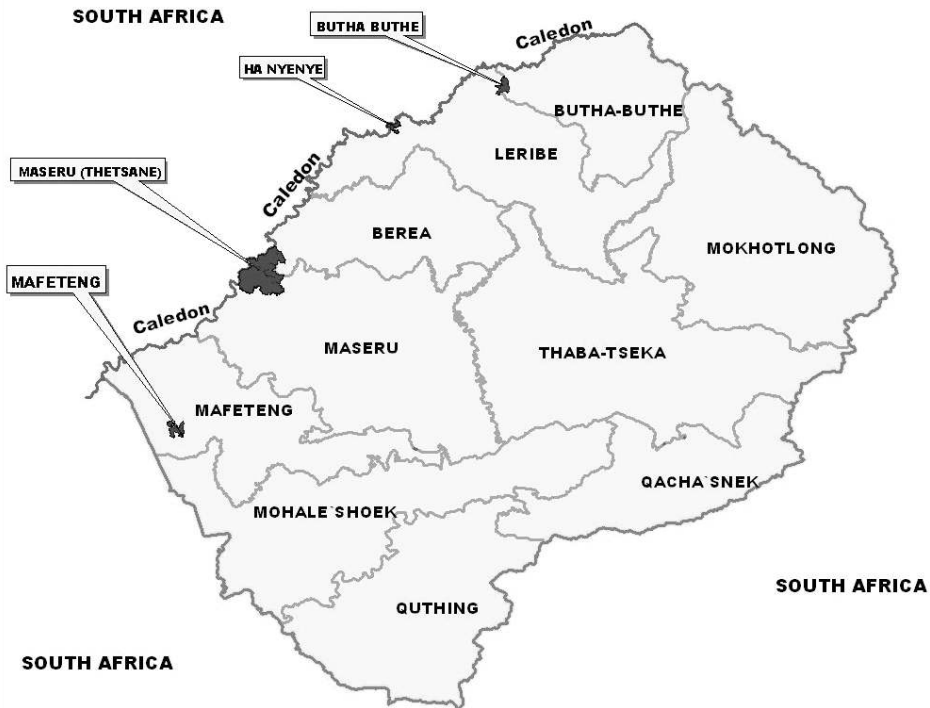 SOUTH AFRICA
BUTHA BUTHE
Caledon
HA NYENYE
BUTHA-BUTHE
LERIBE
MASERU (THETSANE)
Caledon
BEREA
MOKHOTLONG
MAFETENG
Caledon
MASERU
THABA-TSEKA
MAFETENG
QACHA`SNEK
MOHALE`SHOEK
SOUTH AFRICA
QUTHING
SOUTH AFRICA